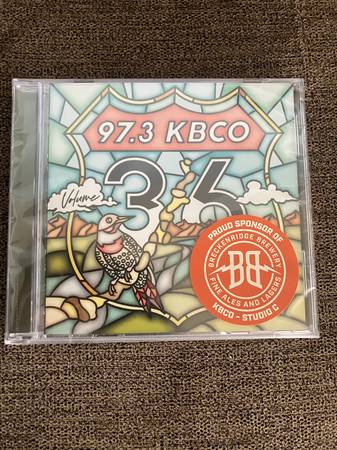 97.3 KBCO
Volume
36
PROUD SPONSOR OF
BRECKENRIDGE BREWERY
BB
FINE ALES AND LAGERS
KBCO - STUDIO C